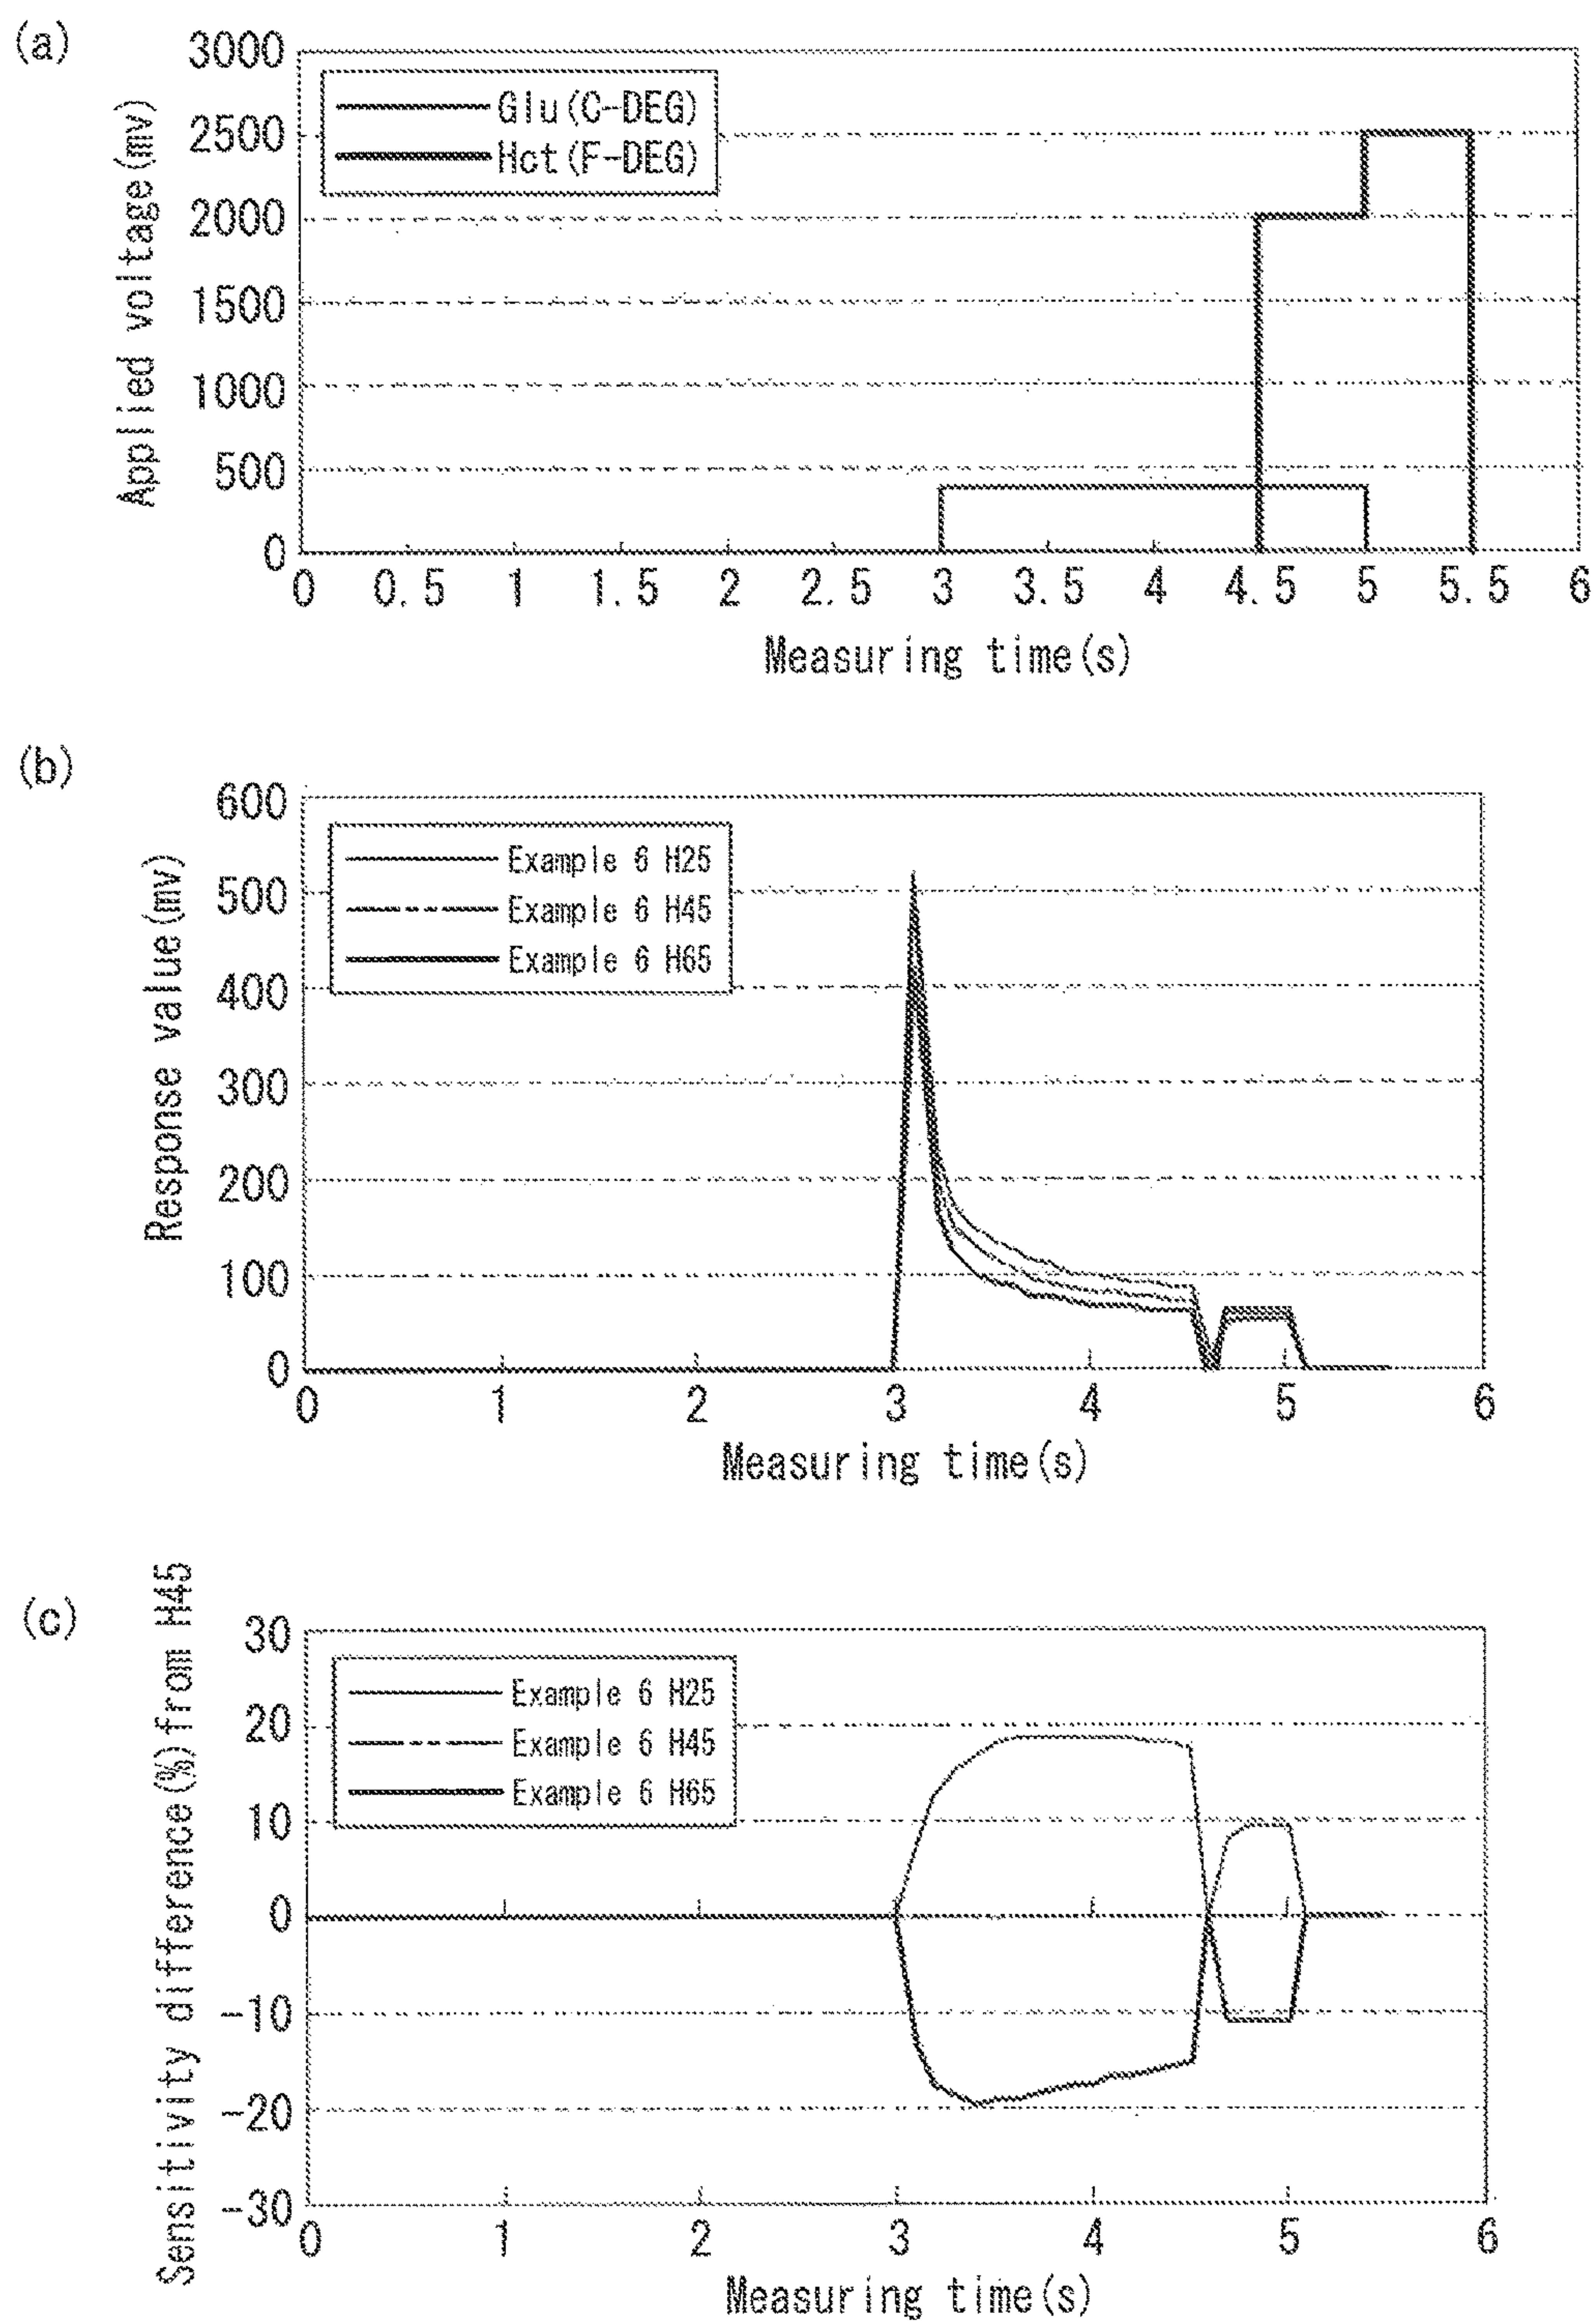 (a)
3000
2500
2000
1500
1000
500
0
Applied voltage(mv)
Glu(C-DEG)
Hct(F-DEG)
0 0.5 1 1.5 2 2.5 3 3.5 4 4.5 5 5.5 6
Measuring time(s)
(b)
600
500
400
300
200
100
0
Response value(mv)
Example 6 H25
Example 6 H45
Example 6 H65
0 1 2 3 4 5 6
Measuring time(s)
(c)
30
20
10
0
-10
-20
-30
Sensitivity difference(%)from H45
Example 6 H25
Example 6 H45
Example 6 H65
0 1 2 3 4 5 6
Measuring time(s)